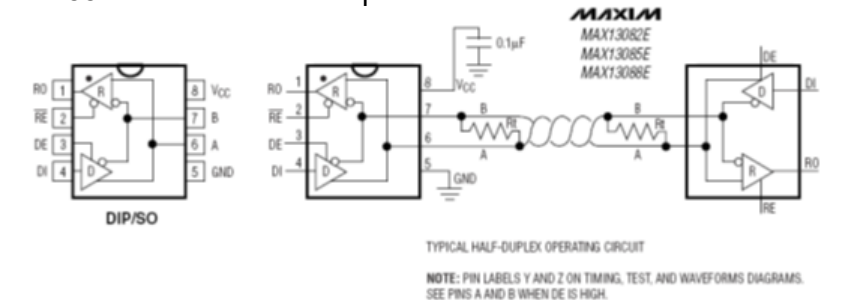 MAXIM
MAX13082E
MAX13085E
MAX13088E
0.1μF
RO 1
RE 2
DE 3
DI 4
R
D
8 VCC
7 B
6 A
5 GND
DIP/SO
RO 1
RE 2
DE 3
DI 4
R
D
8 VCC
7 B
6 A
5 GND
Rt
B
Rt
A
DE
DI
D
R
RO
RE
TYPICAL HALF-DUPLEX OPERATING CIRCUIT
NOTE: PIN LABELS Y AND Z ON TIMING, TEST, AND WAVEFORMS DIAGRAMS.
SEE PINS A AND B WHEN DE IS HIGH.